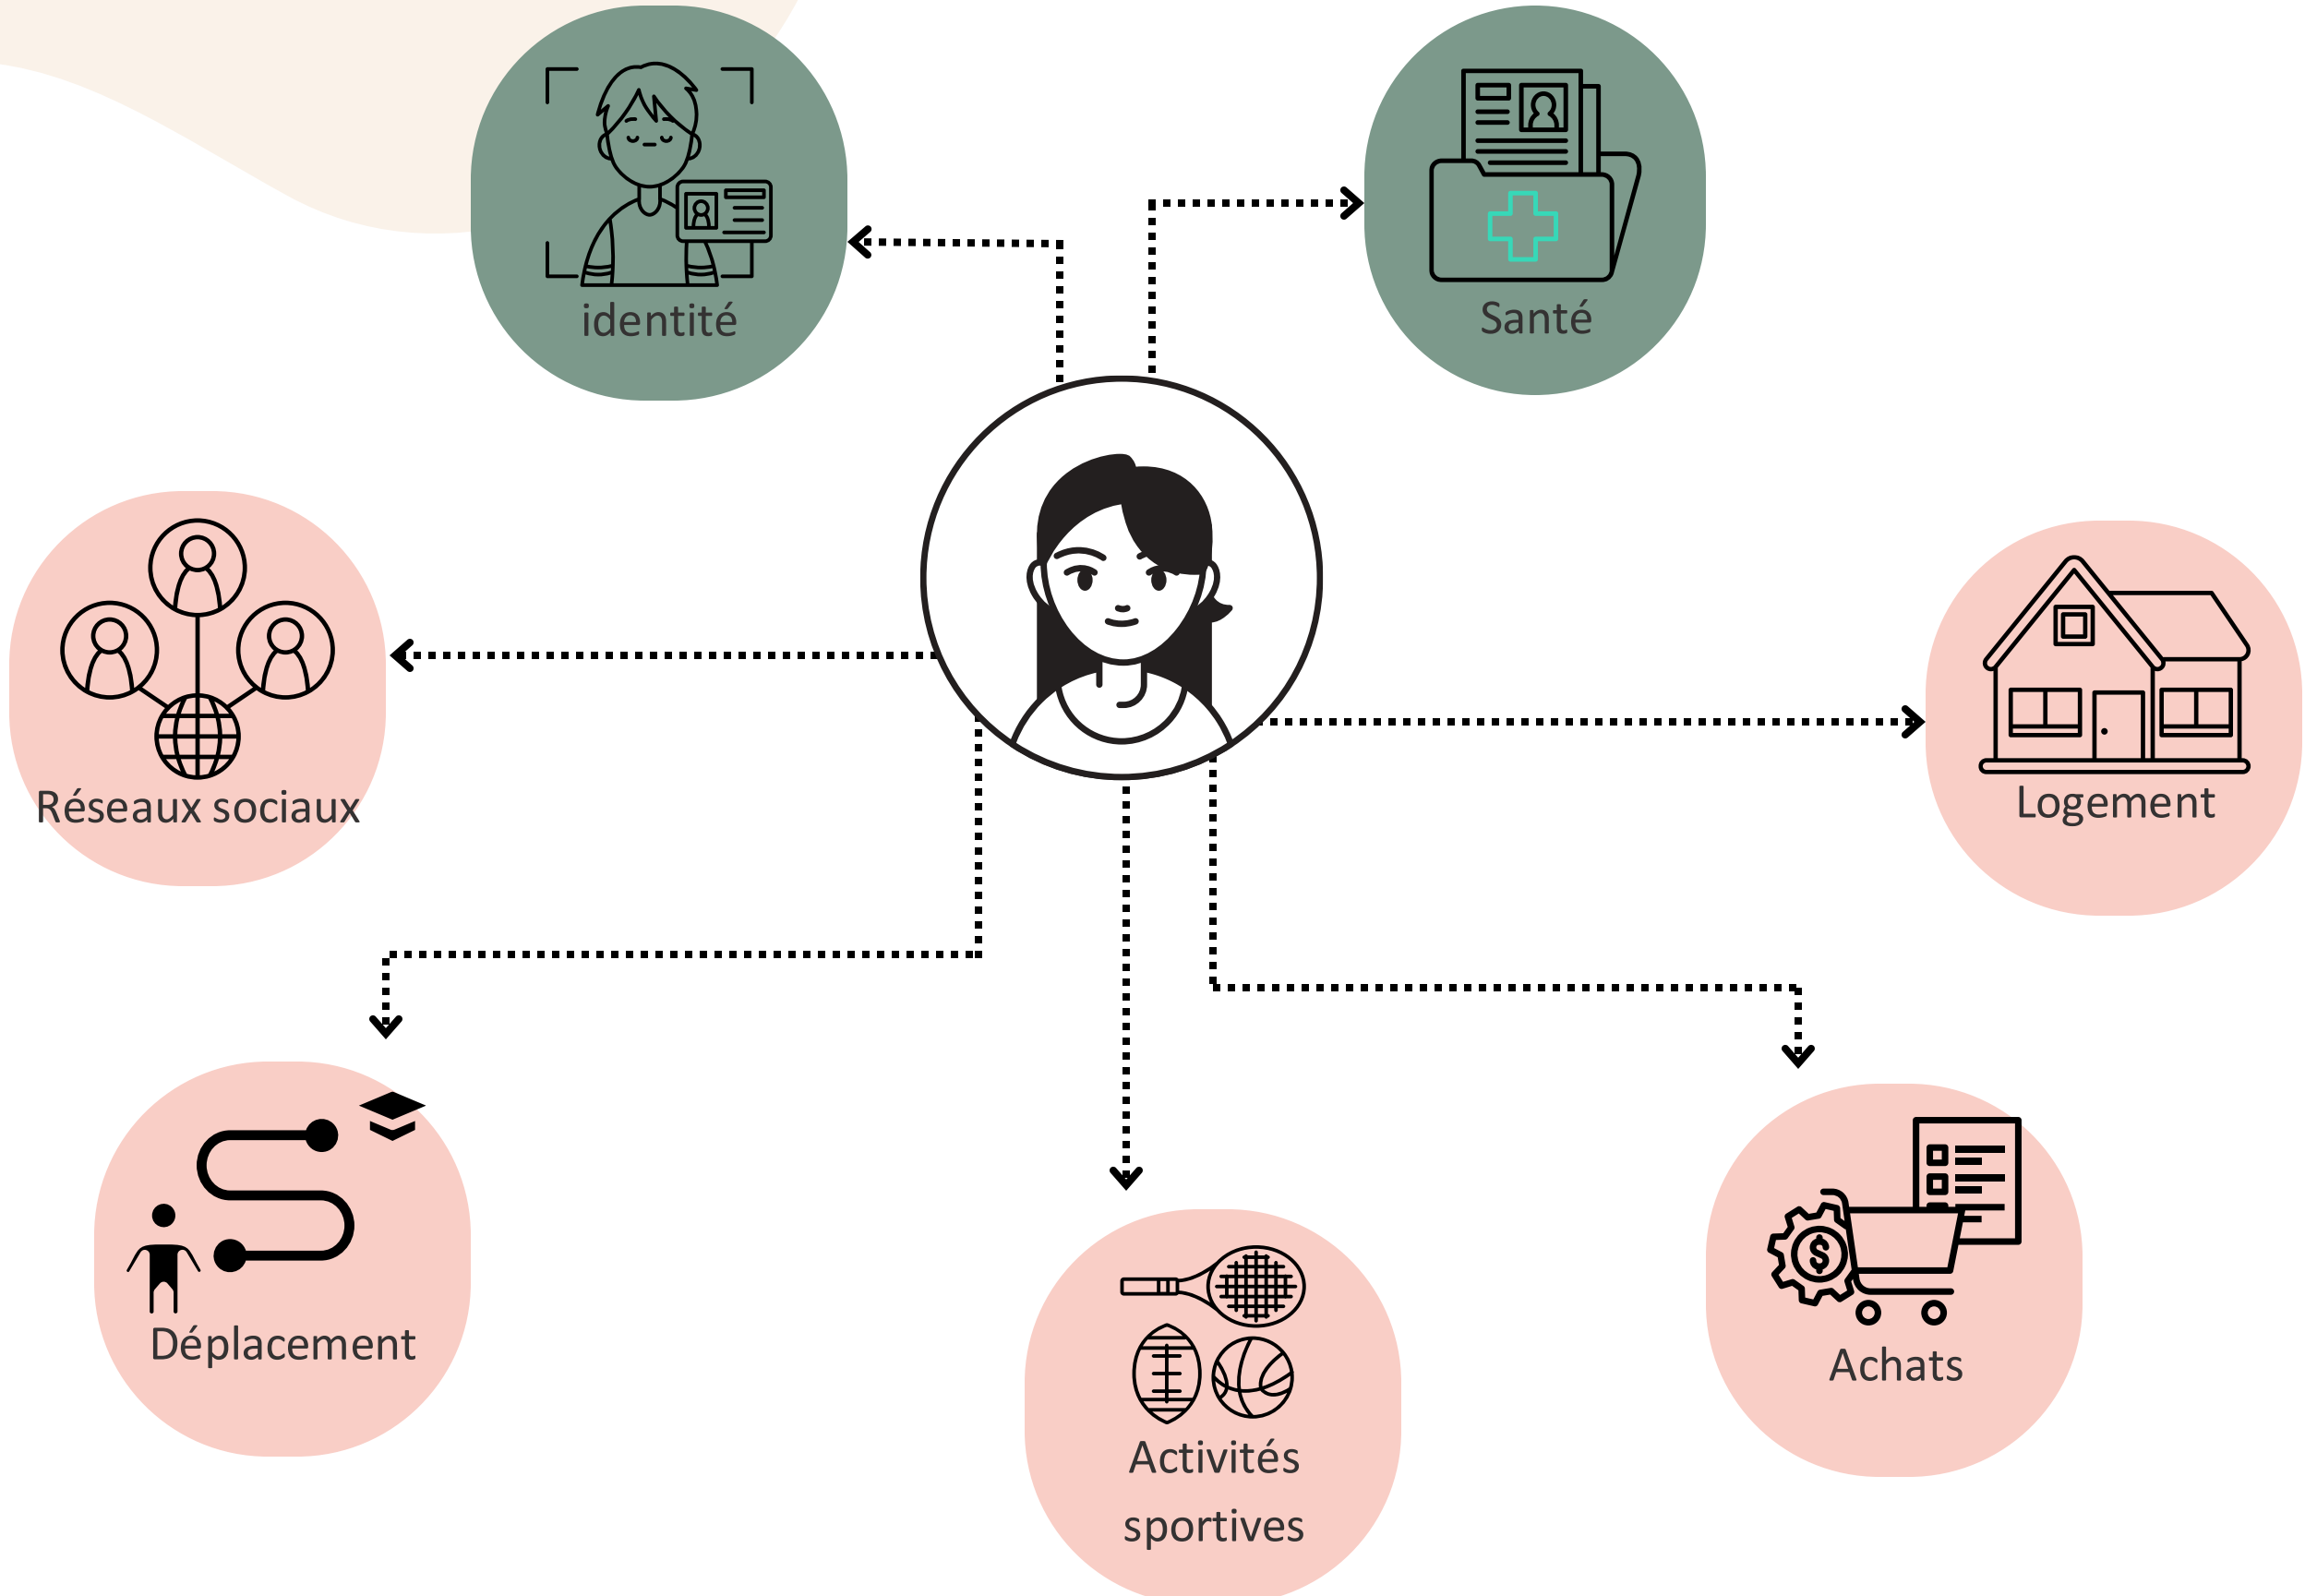 identité
Santé
Réseaux sociaux
Logement
Déplacement
$
Achats
Activités
sportives